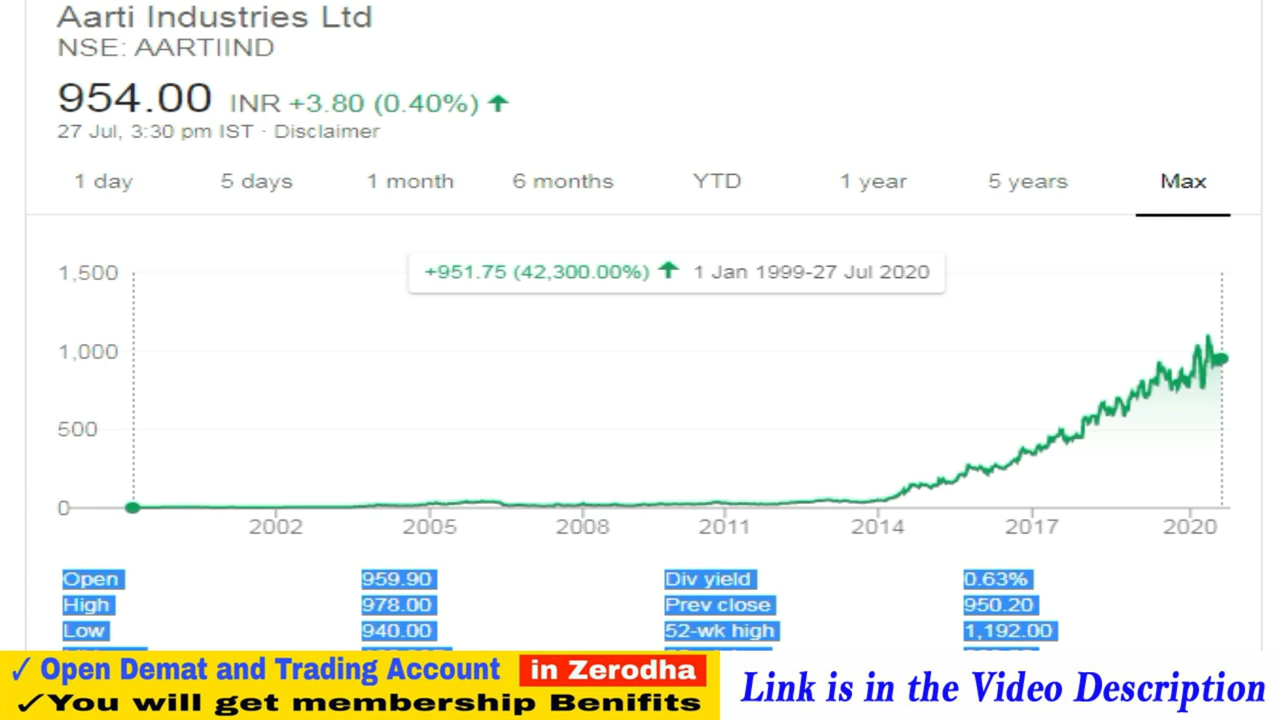 Aarti Industries Ltd
NSE: AARTIIND
954.00 INR +3.80 (0.40%) ↑
27 Jul, 3:30 pm IST · Disclaimer
1 day 5 days 1 month 6 months YTD 1 year 5 years Max
+951.75 (42,300.00%) ↑ 1 Jan 1999-27 Jul 2020
1,500
1,000
500
0
2002 2005 2008 2011 2014 2017 2020
Open 959.90 Div yield 0.63%
High 978.00 Prev close 950.20
Low 940.00 52-wk high 1,192.00
✓ Open Demat and Trading Account in Zerodha
✓You will get membership Benifits
Link is in the Video Description